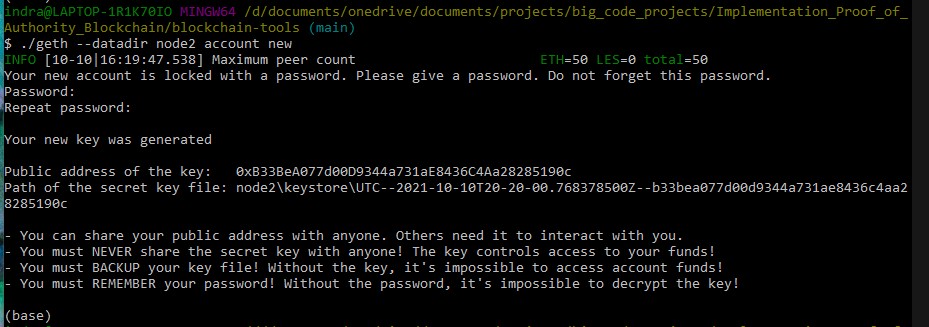 indra@LAPTOP-1R1K70IO MINGW64 /d/documents/onedrive/documents/projects/big_code_projects/Implementation_Proof_of_
Authority_Blockchain/blockchain-tools (main)
$ ./geth --datadir node2 account new
INFO [10-10|16:19:47.538] Maximum peer count ETH=50 LES=0 total=50
Your new account is locked with a password. Please give a password. Do not forget this password.
Password:
Repeat password:
Your new key was generated
Public address of the key: 0xB33BeA077d00D9344a731aE8436C4Aa28285190c
Path of the secret key file: node2\keystore\UTC--2021-10-10T20-20-00.768378500Z--b33bea077d00d9344a731ae8436c4aa2
8285190c
- You can share your public address with anyone. Others need it to interact with you.
- You must NEVER share the secret key with anyone! The key controls access to your funds!
- You must BACKUP your key file! Without the key, it's impossible to access account funds!
- You must REMEMBER your password! Without the password, it's impossible to decrypt the key!
(base)